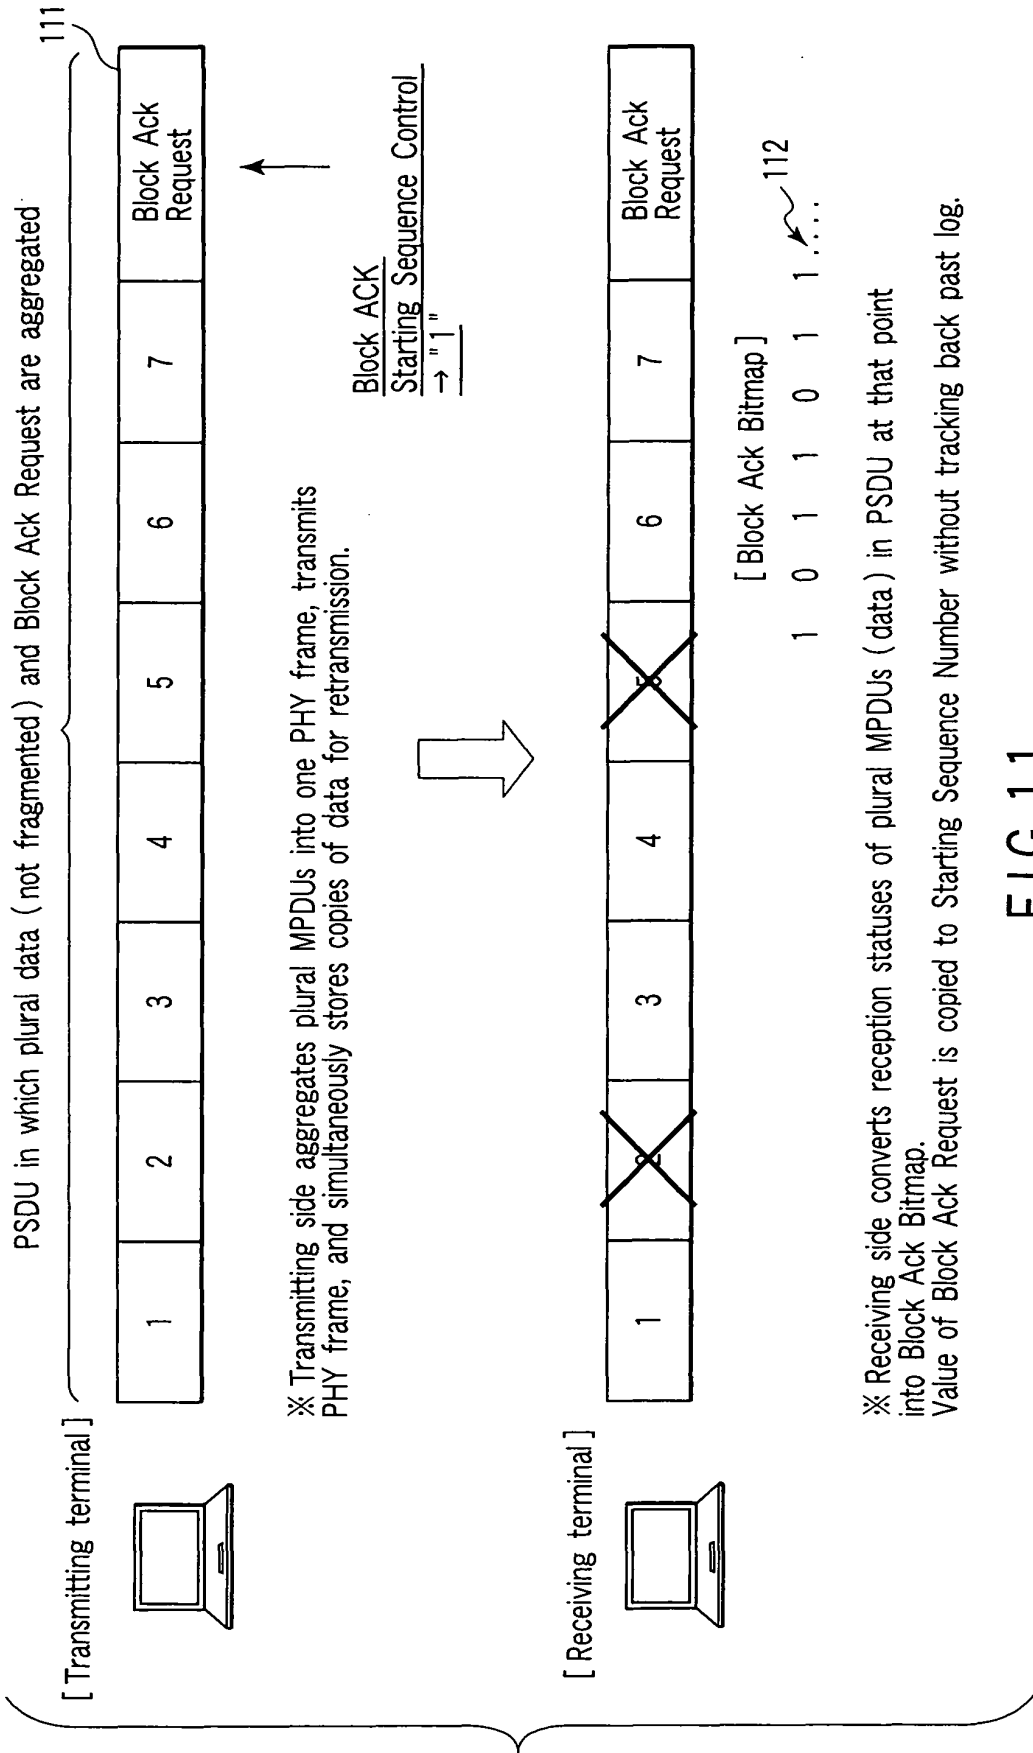 [Transmitting terminal]
PSDU in which plural data (not fragmented) and Block Ack Request are aggregated
111
1 2 3 4 5 6 7 Block Ack
Request
※ Transmitting side aggregates plural MPDUs into one PHY frame, transmits
PHY frame, and simultaneously stores copies of data for retransmission.
Block ACK
Starting Sequence Control
→ "1"
[Receiving terminal]
1 2 3 4 5 6 7 Block Ack
Request
[Block Ack Bitmap]
1 0 1 1 0 1 1 ....
112
※ Receiving side converts reception statuses of plural MPDUs (data) in PSDU at that point
into Block Ack Bitmap.
Value of Block Ack Request is copied to Starting Sequence Number without tracking back past log.
FIG.11